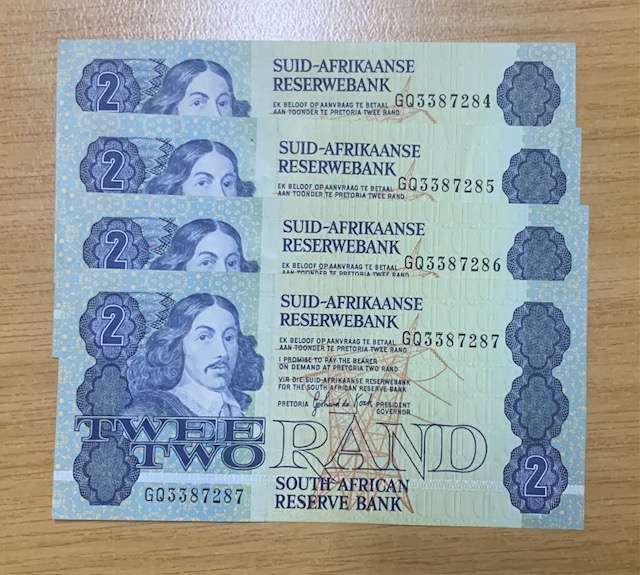 2
SUID-AFRIKAANSE
RESERWEBANK
EK BELOOF OP AANVRAAG TE BETAAL
AAN TOONDER TE PRETORIA TWEE RAND
GQ3387284
2
SUID-AFRIKAANSE
RESERWEBANK
EK BELOOF OP AANVRAAG TE BETAAL
AAN TOONDER TE PRETORIA TWEE RAND
GQ3387285
2
SUID-AFRIKAANSE
RESERWEBANK
EK BELOOF OP AANVRAAG TE BETAAL
AAN TOONDER TE PRETORIA TWEE RAND
GQ3387286
2
SUID-AFRIKAANSE
RESERWEBANK
EK BELOOF OP AANVRAAG TE BETAAL
AAN TOONDER TE PRETORIA TWEE RAND
GQ3387287
I PROMISE TO PAY THE BEARER
ON DEMAND AT PRETORIA TWO RAND
VIR DIE SUID-AFRIKAANSE RESERWEBANK
FOR THE SOUTH AFRICAN RESERVE BANK
PRETORIA Gerhard de Kock PRESIDENT
GOVERNOR
TWEE
TWO
RAND
GQ3387287
SOUTH AFRICAN
RESERVE BANK
2